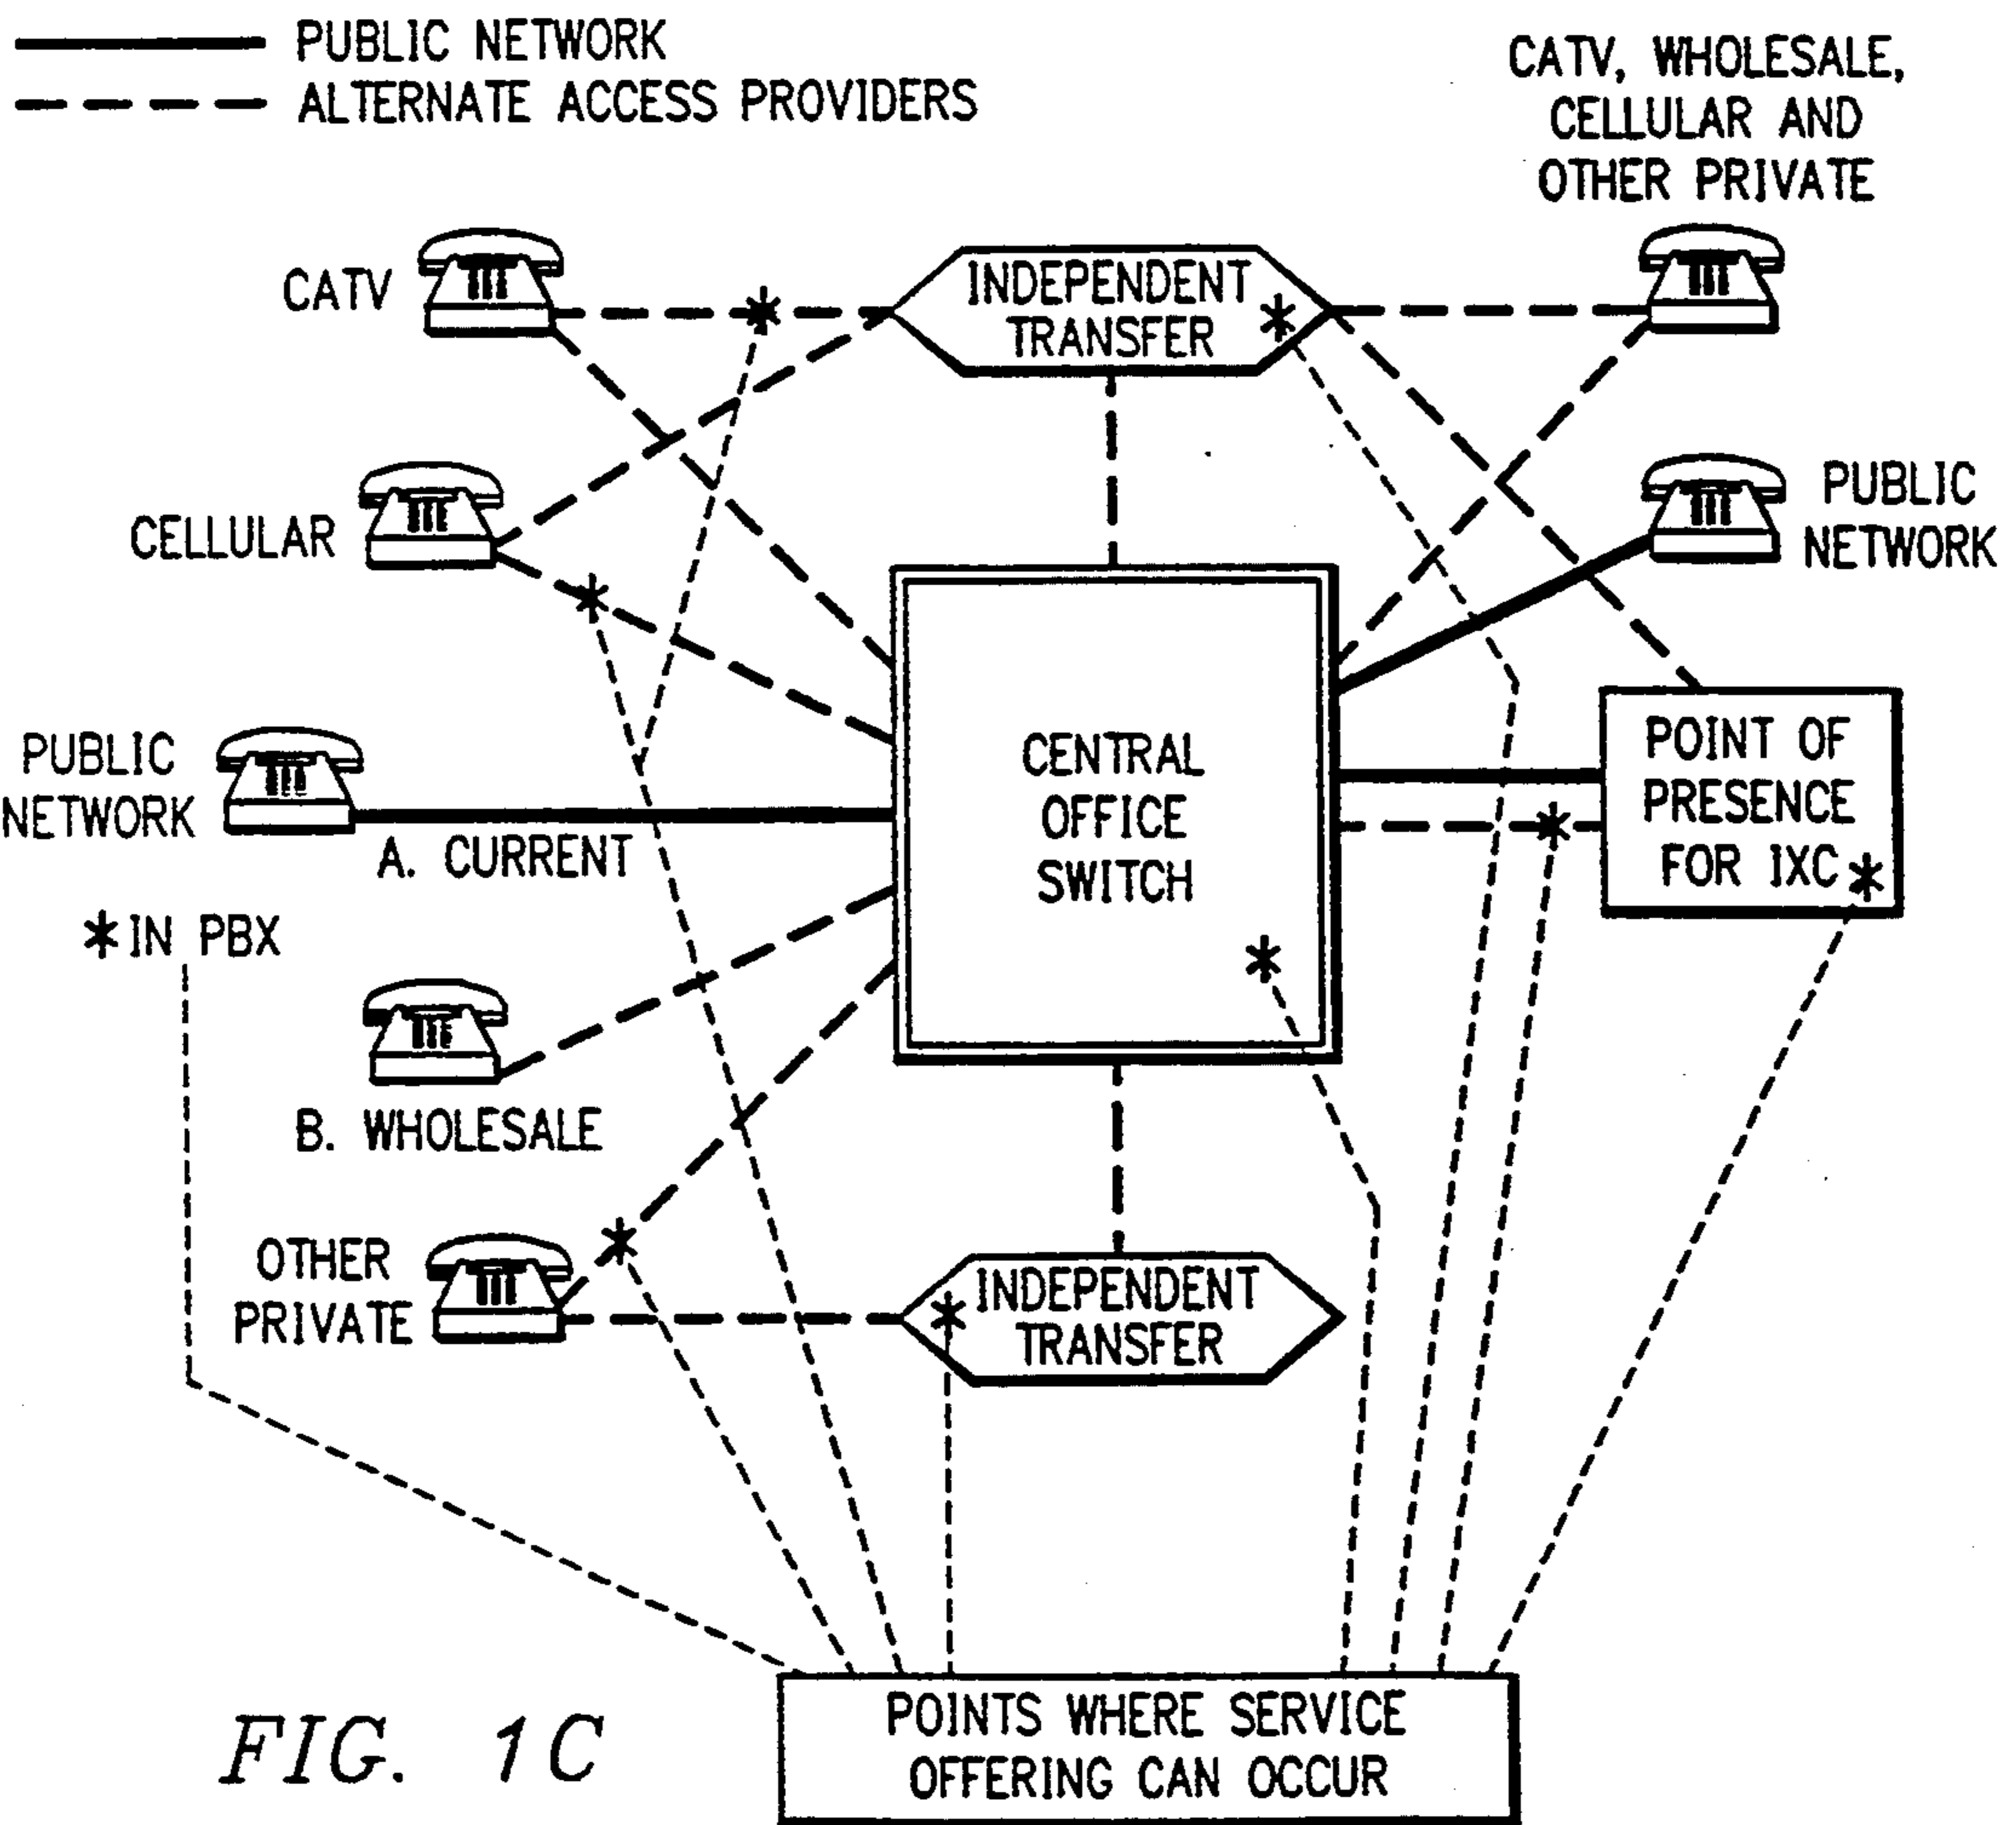 PUBLIC NETWORK
ALTERNATE ACCESS PROVIDERS
CATV, WHOLESALE,
CELLULAR AND
OTHER PRIVATE
CATV
INDEPENDENT
TRANSFER *
*
CELLULAR
*
PUBLIC
NETWORK
PUBLIC
NETWORK
A. CURRENT
CENTRAL
OFFICE
SWITCH
*
POINT OF
PRESENCE
FOR IXC *
*
*IN PBX
B. WHOLESALE
OTHER
PRIVATE
*
* INDEPENDENT
TRANSFER
POINTS WHERE SERVICE
OFFERING CAN OCCUR
FIG. 1C